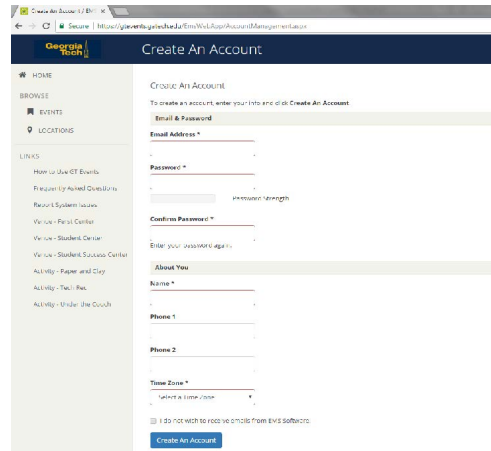 Create An Account / EMS
Secure | https://gtevents.gatech.edu/EmsWebApp/AccountManagement.aspx
Georgia
Tech
Create An Account
HOME
BROWSE
EVENTS
LOCATIONS
LINKS
How to Use GT Events
Frequently Asked Questions
Report System Issues
Venue - Ferst Center
Venue - Student Center
Venue - Student Success Center
Activity - Paper and Clay
Activity - Tech Rec
Activity - Under the Couch
Create An Account
To create an account, enter your info and click Create An Account
Email & Password
Email Address *
Password *
Password Strength
Confirm Password *
Enter your password again.
About You
Name *
Phone 1
Phone 2
Time Zone *
Select a Time Zone
I do not wish to receive emails from EMS Software.
Create An Account